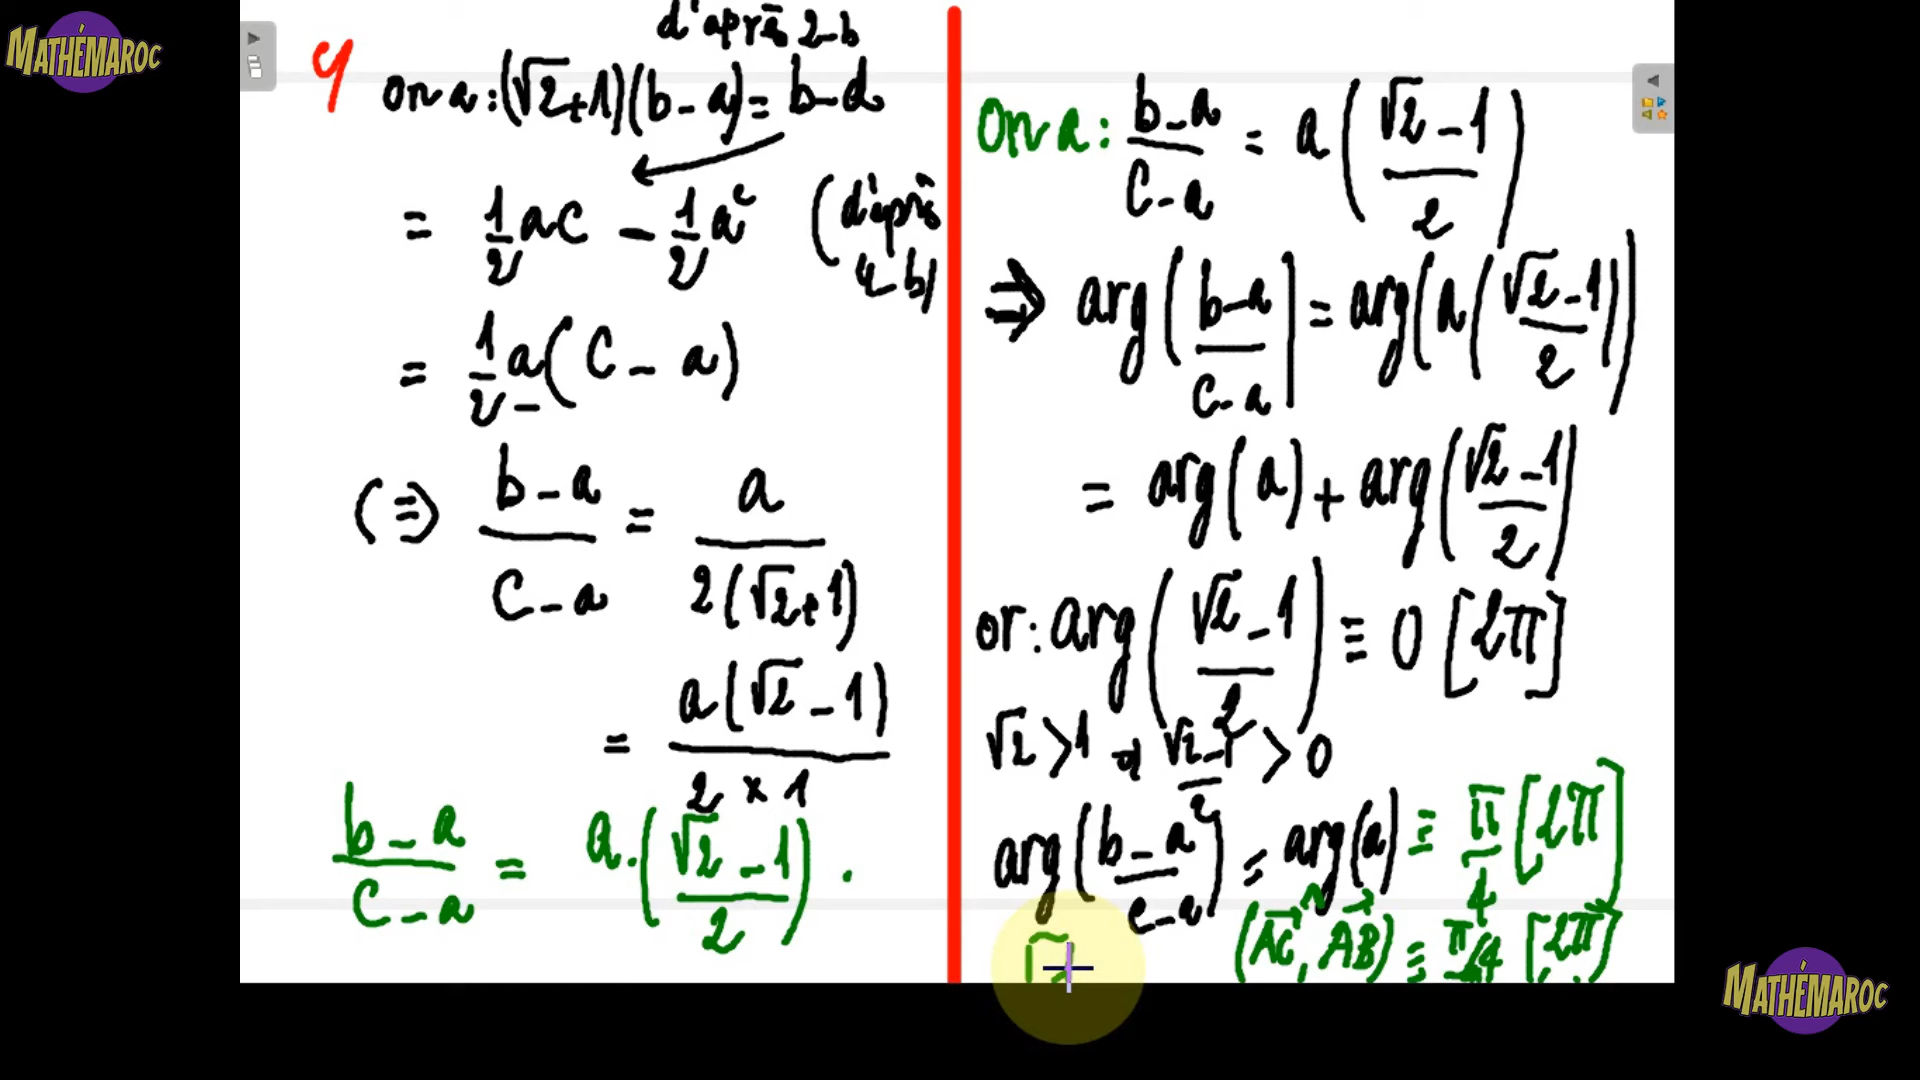 MATHÉMAROC
d'après 2-b
4 on a : (√2+1)(b-a) = b-d
= 1/2 ac - 1/2 a² (d'après 4-b)
= 1/2 a(c - a)
(⇒) (b-a)/(c-a) = a/(2(√2+1))
= a(√2-1)/(2×1)
(b-a)/(c-a) = a.((√2-1)/2).
On a : (b-a)/(c-a) = a((√2-1)/2)
⇒ arg((b-a)/(c-a)) = arg(a((√2-1)/2))
= arg(a) + arg((√2-1)/2)
or : arg((√2-1)/2) ≡ 0 [2π]
√2 > 1 → (√2-1)/2 > 0
arg((b-a)/(c-a)) = arg(a) ≡ π/4 [2π]
(AC, AB) ≡ π/4 [2π]
MATHÉMAROC